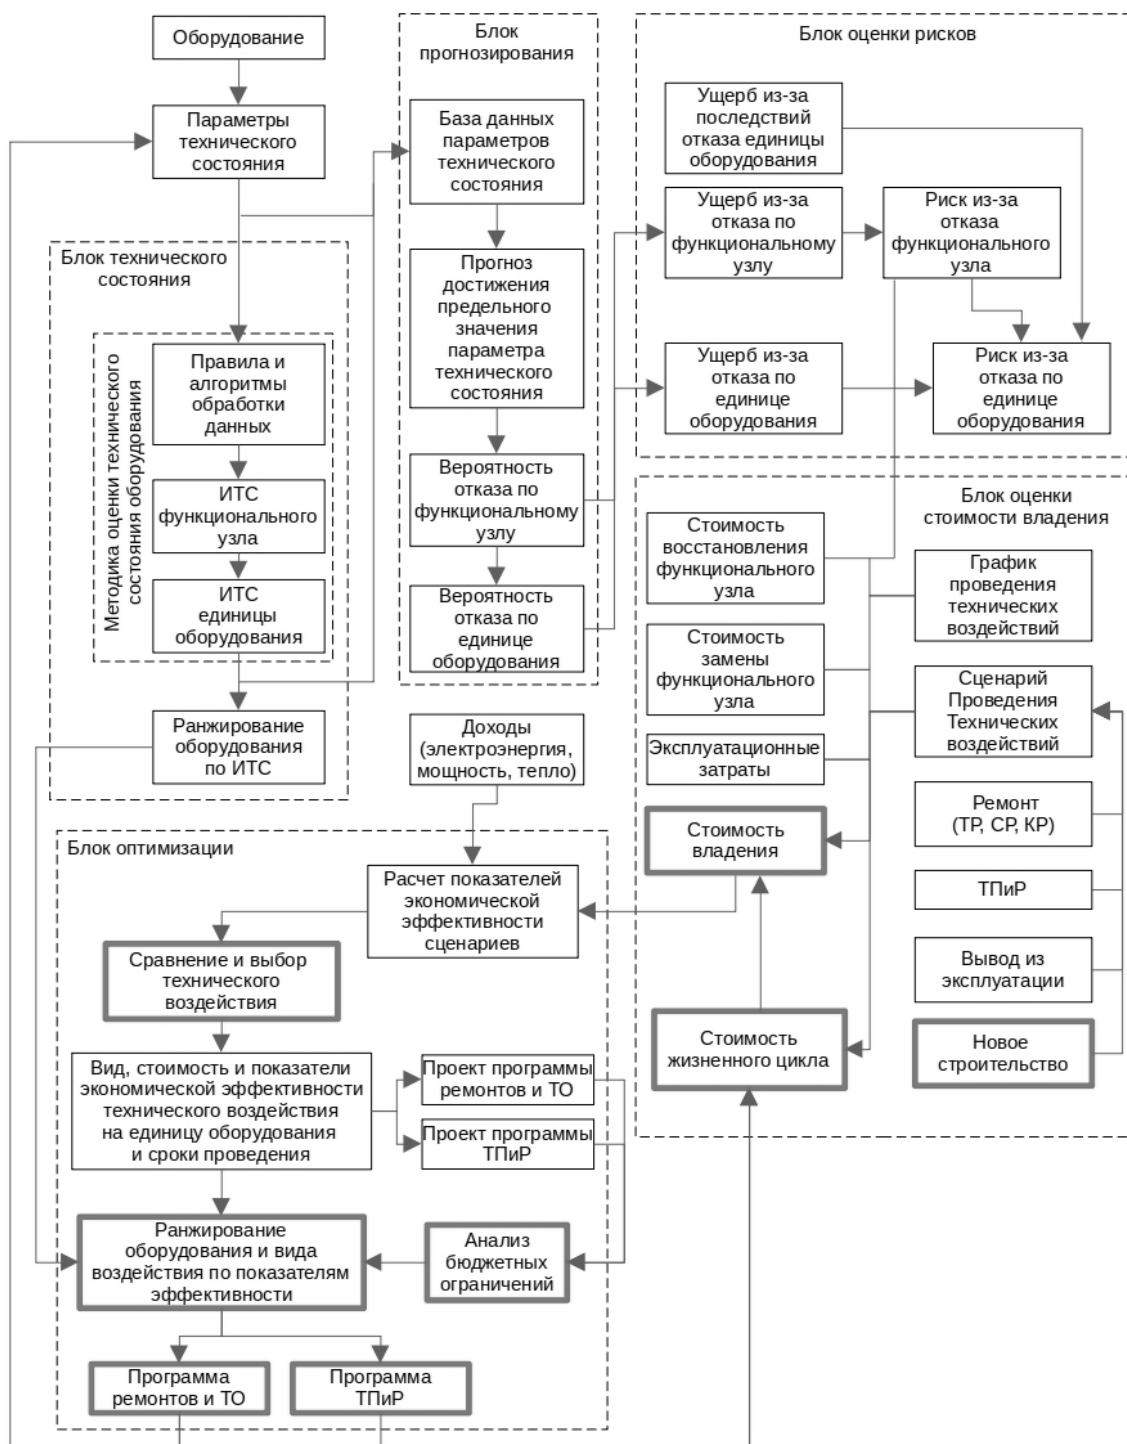 Оборудование
Параметры
технического
состояния
Блок технического
состояния
Методика оценки технического
состояния оборудования
Правила и
алгоритмы
обработки
данных
ИТС
функционального
узла
ИТС
единицы
оборудования
Ранжирование
оборудования
по ИТС
Блок
прогнозирования
База данных
параметров
технического
состояния
Прогноз
достижения
предельного
значения
параметра
технического
состояния
Вероятность
отказа по
функциональному
узлу
Вероятность
отказа по
единице
оборудования
Блок оценки рисков
Ущерб из-за
последствий
отказа единицы
оборудования
Ущерб из-за
отказа по
функциональному
узлу
Риск из-за
отказа
функционального
узла
Ущерб из-за
отказа по
единице
оборудования
Риск из-за
отказа по
единице
оборудования
Блок оценки
стоимости владения
Стоимость
восстановления
функционального
узла
Стоимость
замены
функционального
узла
Эксплуатационные
затраты
Стоимость
владения
Стоимость
жизненного цикла
График
проведения
технических
воздействий
Сценарий
Проведения
Технических
воздействий
Ремонт
(ТР, СР, КР)
ТПиР
Вывод из
эксплуатации
Новое
строительство
Доходы
(электроэнергия,
мощность, тепло)
Блок оптимизации
Расчет показателей
экономической
эффективности
сценариев
Сравнение и выбор
технического
воздействия
Вид, стоимость и показатели
экономической эффективности
технического воздействия
на единицу оборудования
и сроки проведения
Проект программы
ремонтов и ТО
Проект программы
ТПиР
Ранжирование
оборудования и вида
воздействия по показателям
эффективности
Анализ
бюджетных
ограничений
Программа
ремонтов и ТО
Программа
ТПиР